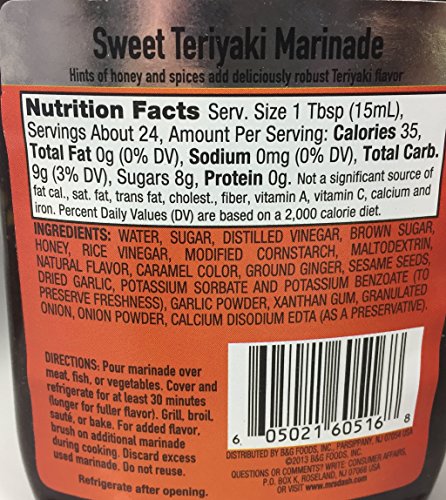 Sweet Teriyaki Marinade
Hints of honey and spices add deliciously robust Teriyaki flavor
Nutrition Facts Serv. Size 1 Tbsp (15mL),
Servings About 24, Amount Per Serving: Calories 35,
Total Fat 0g (0% DV), Sodium 0mg (0% DV), Total Carb.
9g (3% DV), Sugars 8g, Protein 0g. Not a significant source of
fat cal., sat. fat, trans fat, cholest., fiber, vitamin A, vitamin C, calcium and
iron. Percent Daily Values (DV) are based on a 2,000 calorie diet.
INGREDIENTS: WATER, SUGAR, DISTILLED VINEGAR, BROWN SUGAR,
HONEY, RICE VINEGAR, MODIFIED CORNSTARCH, MALTODEXTRIN,
NATURAL FLAVOR, CARAMEL COLOR, GROUND GINGER, SESAME SEEDS,
DRIED GARLIC, POTASSIUM SORBATE AND POTASSIUM BENZOATE (TO
PRESERVE FRESHNESS), GARLIC POWDER, XANTHAN GUM, GRANULATED
ONION, ONION POWDER, CALCIUM DISODIUM EDTA (AS A PRESERVATIVE).
DIRECTIONS: Pour marinade over
meat, fish, or vegetables. Cover and
refrigerate for at least 30 minutes
(longer for fuller flavor). Grill, broil,
sauté, or bake. For added flavor,
brush on additional marinade
during cooking. Discard excess
used marinade. Do not reuse.
Refrigerate after opening.
6 05021 60516 8
DISTRIBUTED BY B&G FOODS, INC. PARSIPPANY, NJ 07054 USA
©2013 B&G FOODS, INC.
QUESTIONS OR COMMENTS? WRITE: CONSUMER AFFAIRS,
P.O. BOX K, ROSELAND, NJ 07068 USA
OR VISIT www.mrsdash.com